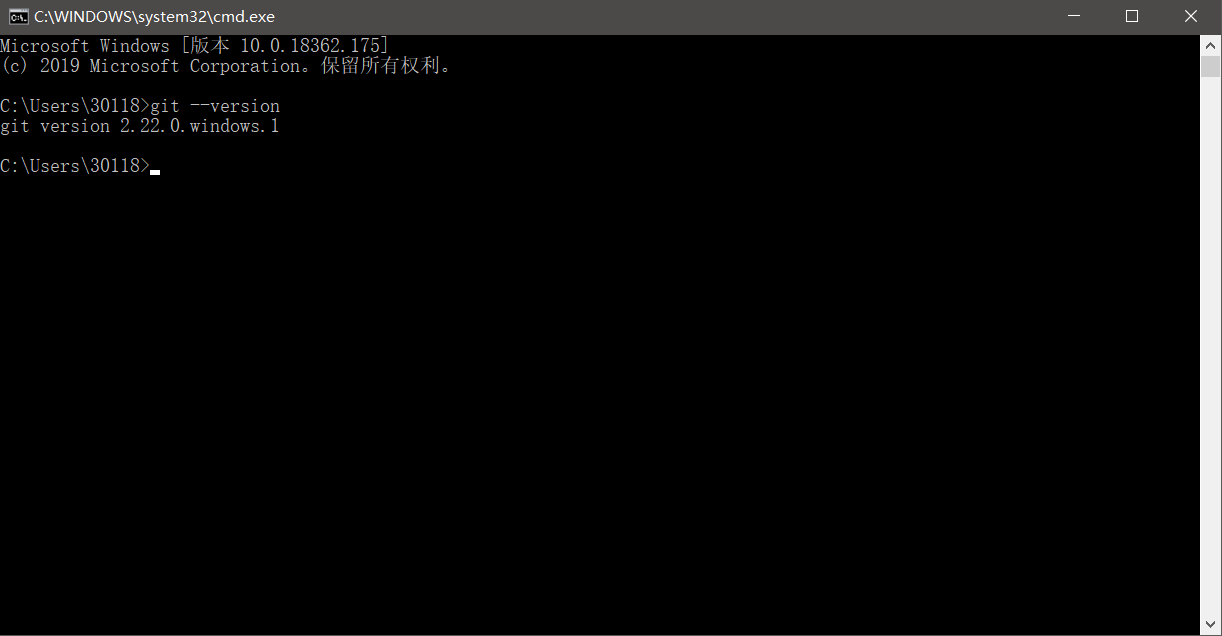 C:\WINDOWS\system32\cmd.exe
Microsoft Windows [版本 10.0.18362.175]
(c) 2019 Microsoft Corporation。保留所有权利。
C:\Users\30118>git --version
git version 2.22.0.windows.1
C:\Users\30118>